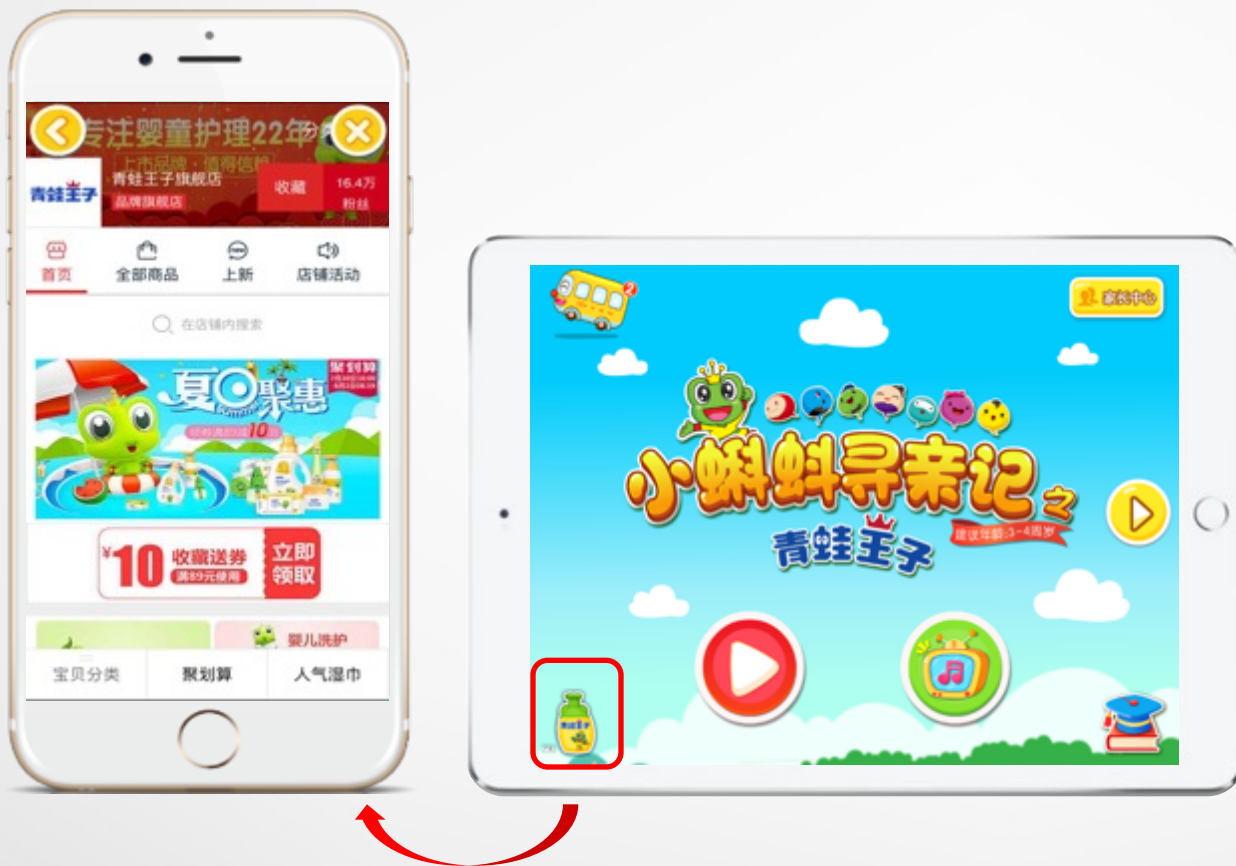 专注婴童护理22年
上市品牌·值得信赖
青蛙王子
青蛙王子旗舰店
品牌旗舰店
收藏
16.4万
粉丝
首页
全部商品
上新
店铺活动
在店铺内搜索
聚划算
夏日聚惠
¥10
收藏送券
满89元使用
立即
领取
婴儿洗护
宝贝分类
聚划算
人气湿巾
2
家长中心
小蝌蚪寻亲记之
青蛙王子
建议年龄:3-4周岁
青蛙王子